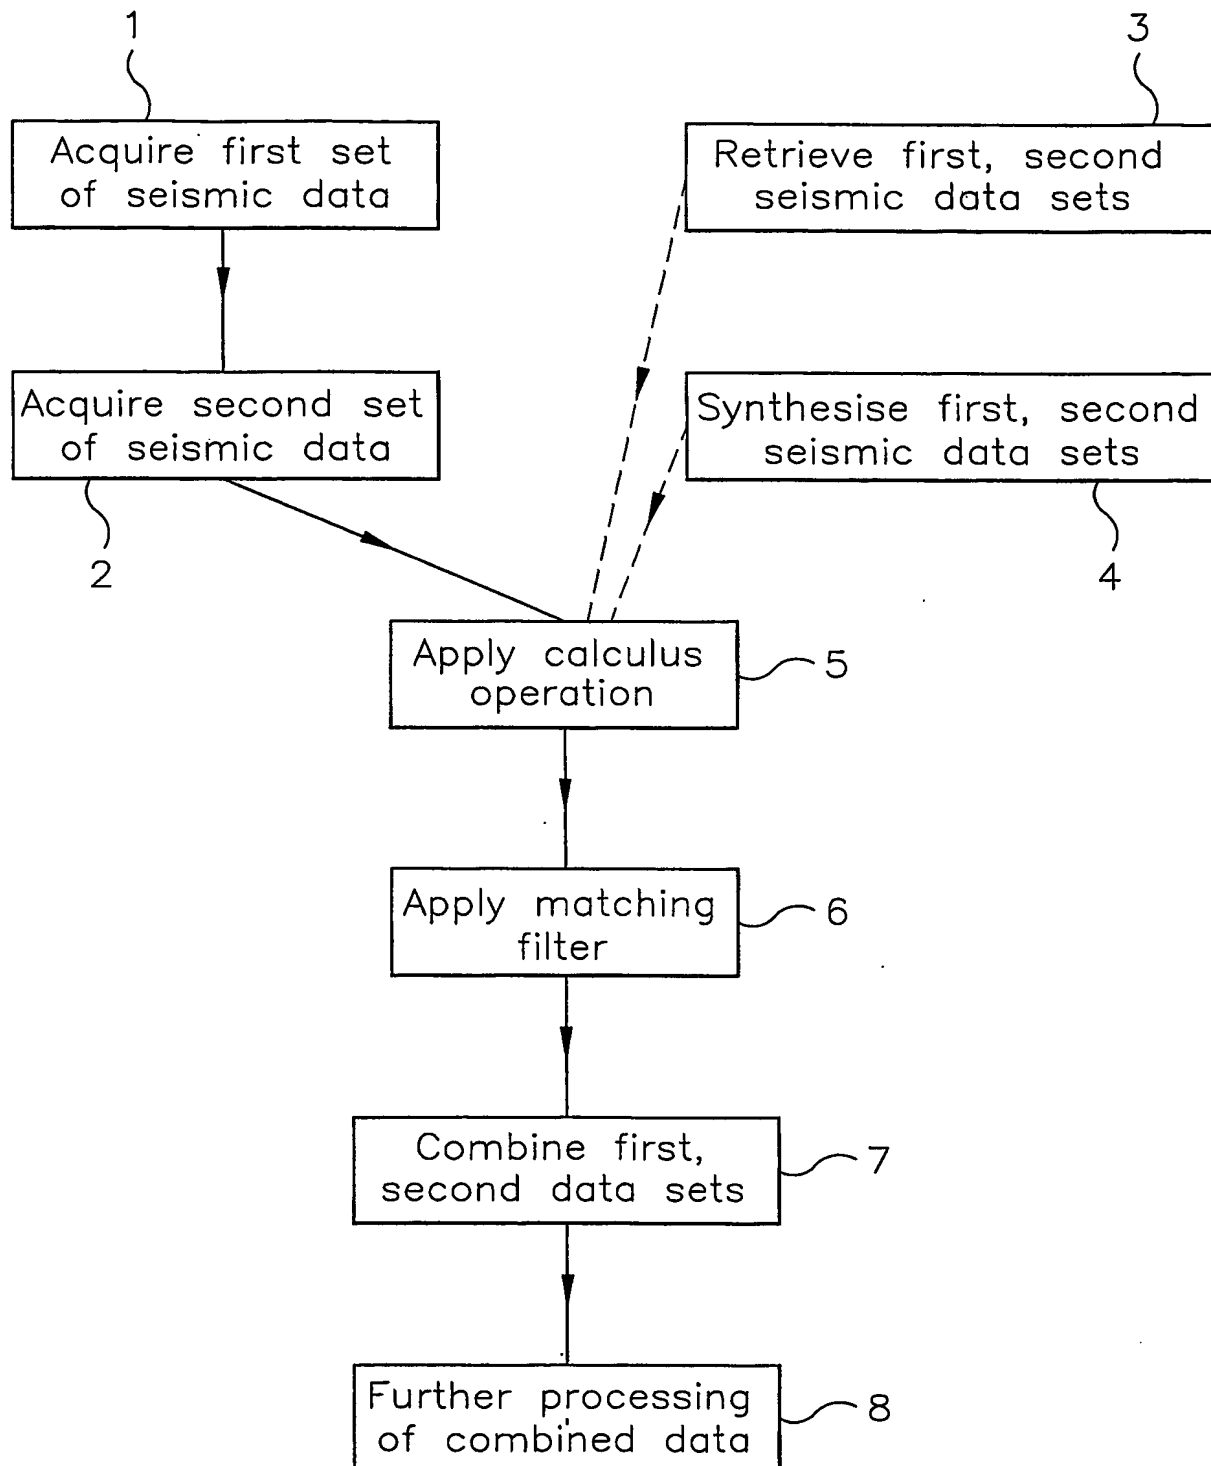 1
Acquire first set
of seismic data
3
Retrieve first, second
seismic data sets
Acquire second set
of seismic data
2
Synthesise first, second
seismic data sets
4
Apply calculus
operation
5
Apply matching
filter
6
Combine first,
second data sets
7
Further processing
of combined data
8